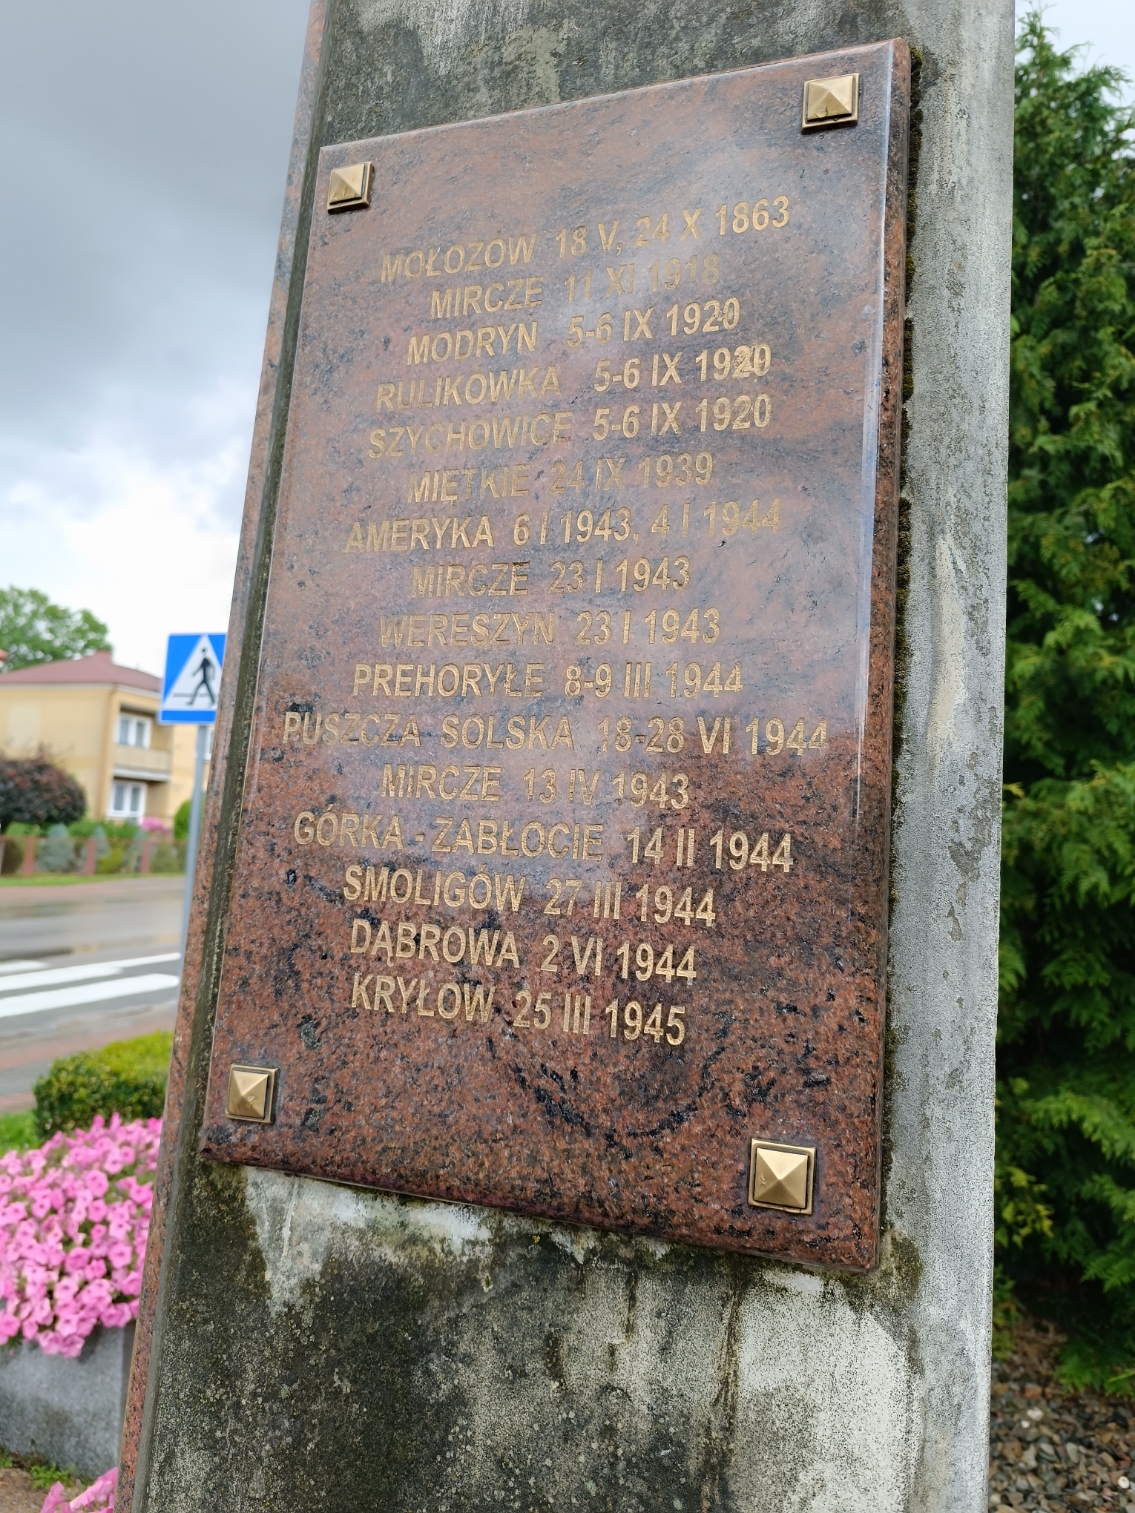 MOŁOZÓW 18 V, 24 X 1863
MIRCZE 11 XI 1918
MODRYŃ 5-6 IX 1920
RULIKÓWKA 5-6 IX 1920
SZYCHOWICE 5-6 IX 1920
MIĘTKIE 24 IX 1939
AMERYKA 6 I 1943, 4 I 1944
MIRCZE 23 I 1943
WERESZYN 23 I 1943
PREHORYŁE 8-9 III 1944
PUSZCZA SOLSKA 18-28 VI 1944
MIRCZE 13 IV 1943
GÓRKA-ZABŁOCIE 14 II 1944
SMOLIGÓW 27 III 1944
DĄBROWA 2 VI 1944
KRYŁÓW 25 III 1945